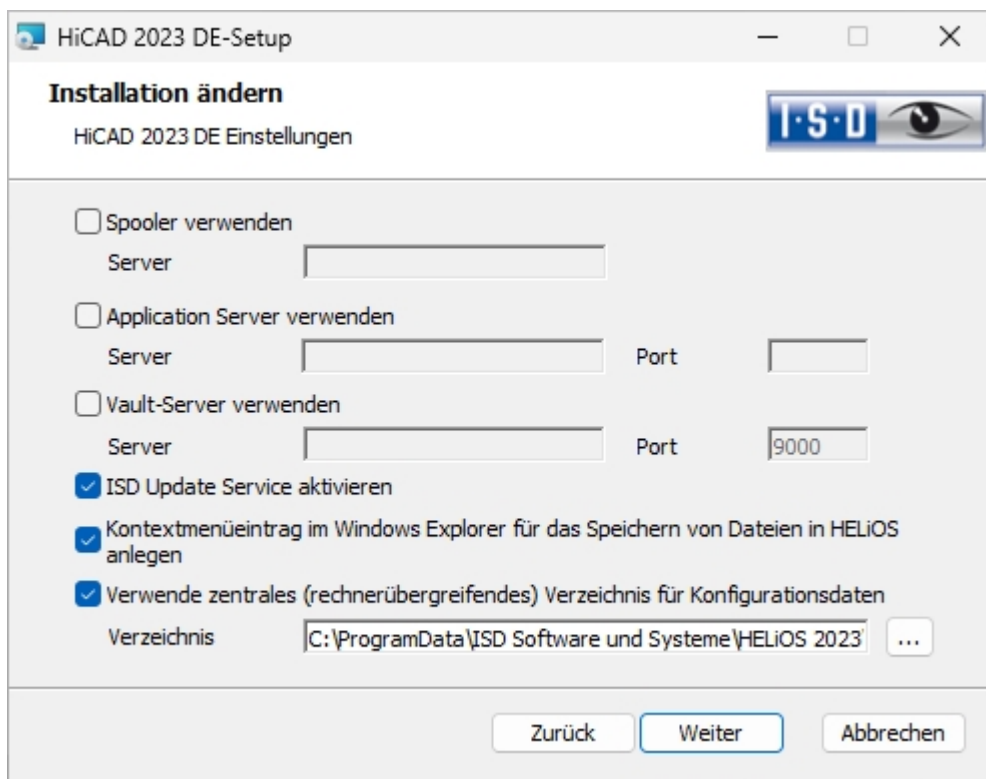 HiCAD 2023 DE-Setup
Installation ändern
HiCAD 2023 DE Einstellungen
I·S·D
Spooler verwenden
Server
Application Server verwenden
Server Port
Vault-Server verwenden
Server Port 9000
ISD Update Service aktivieren
Kontextmenüeintrag im Windows Explorer für das Speichern von Dateien in HELiOS
anlegen
Verwende zentrales (rechnerübergreifendes) Verzeichnis für Konfigurationsdaten
Verzeichnis C:\ProgramData\ISD Software und Systeme\HELiOS 2023\ ...
Zurück Weiter Abbrechen